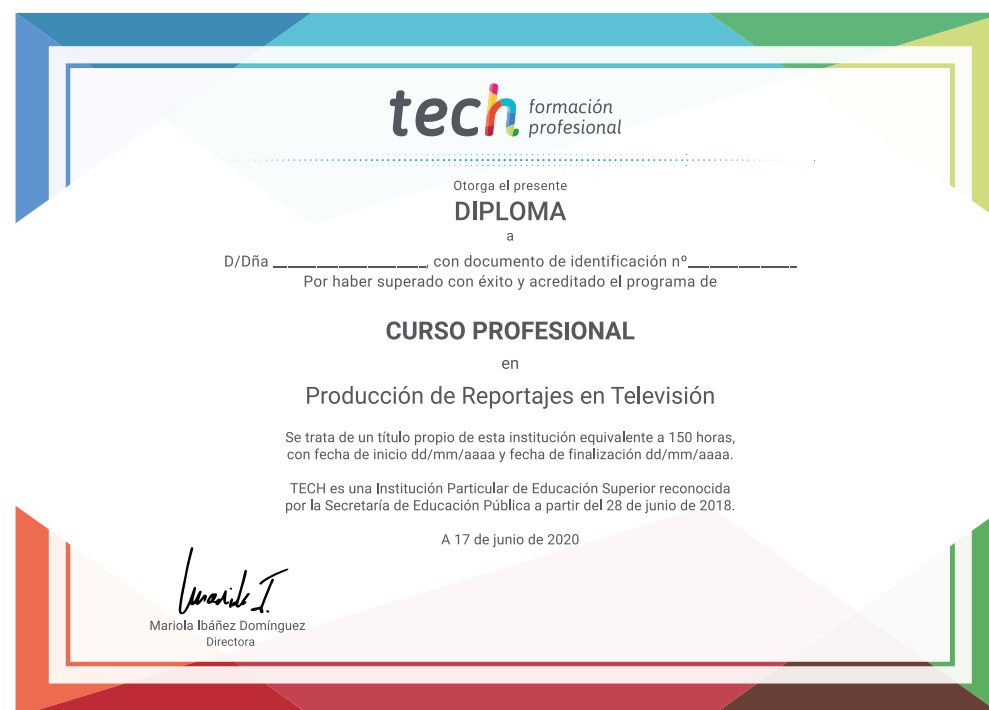 tech formación
profesional
Otorga el presente
DIPLOMA
a
D/Dña ______________________, con documento de identificación nº_______________
Por haber superado con éxito y acreditado el programa de
CURSO PROFESIONAL
en
Producción de Reportajes en Televisión
Se trata de un título propio de esta institución equivalente a 150 horas,
con fecha de inicio dd/mm/aaaa y fecha de finalización dd/mm/aaaa.
TECH es una Institución Particular de Educación Superior reconocida
por la Secretaría de Educación Pública a partir del 28 de junio de 2018.
A 17 de junio de 2020
Mariola Ibáñez Domínguez
Directora